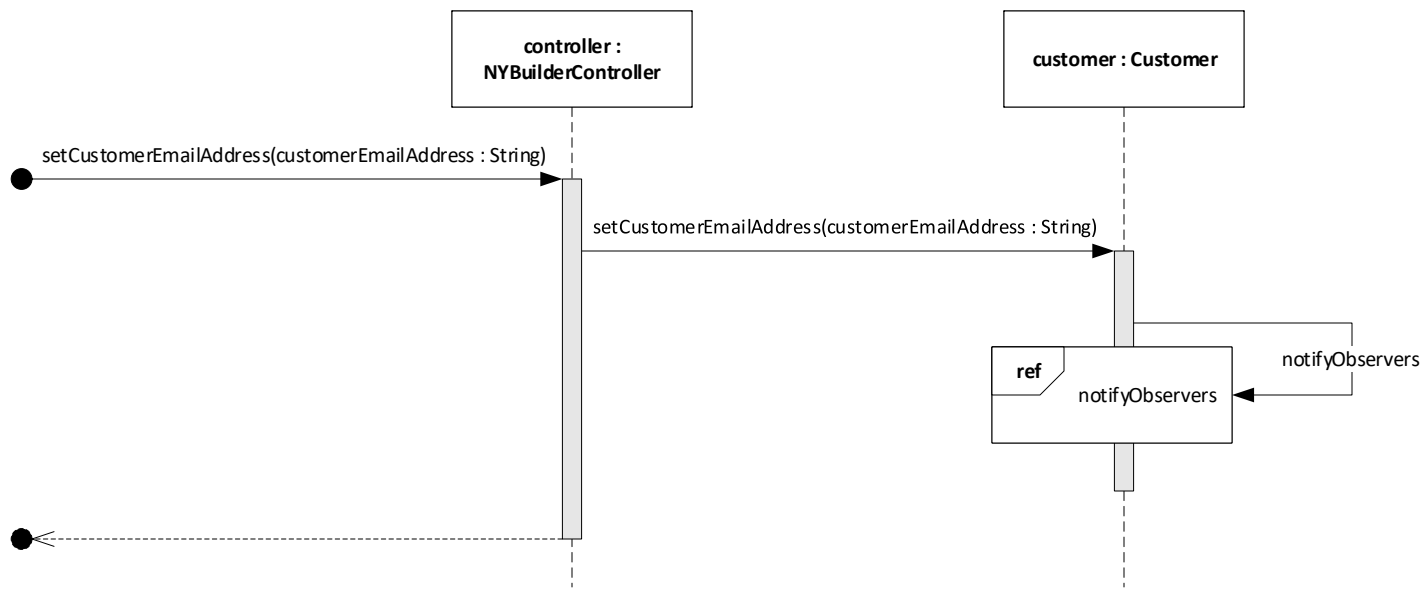 controller :
NYBuilderController
customer : Customer
setCustomerEmailAddress(customerEmailAddress : String)
setCustomerEmailAddress(customerEmailAddress : String)
notifyObservers
ref
notifyObservers